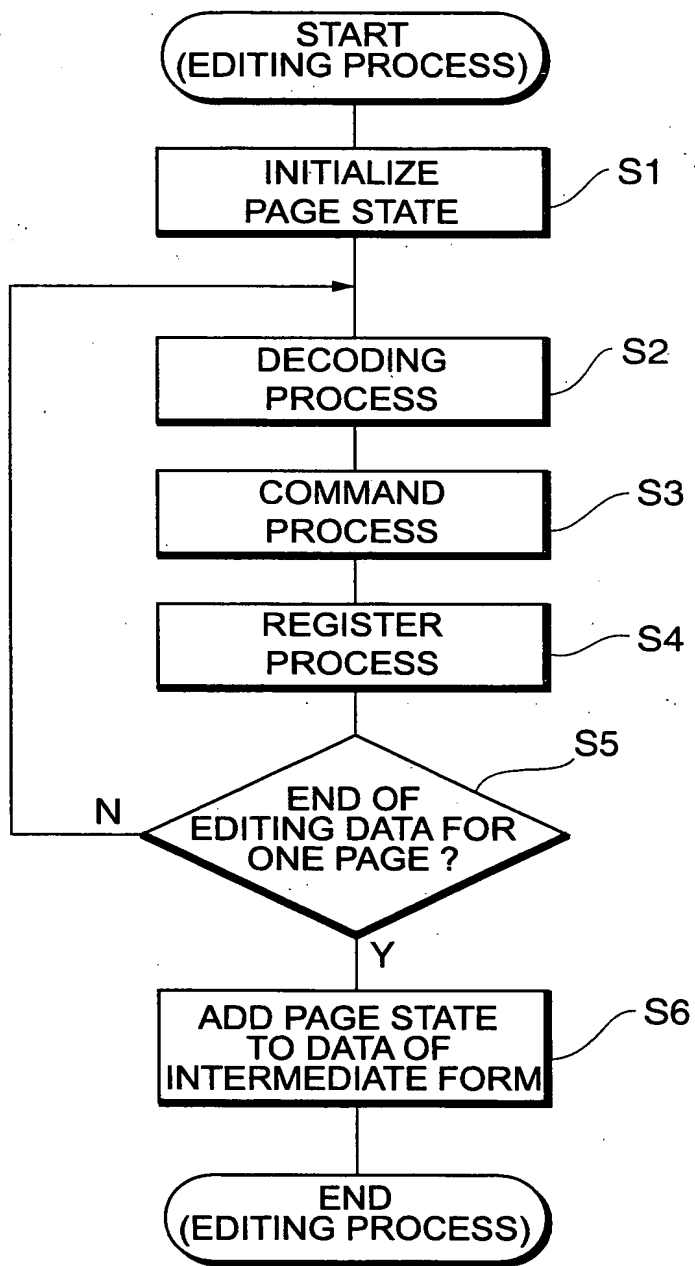 START
(EDITING PROCESS)
INITIALIZE
PAGE STATE
S1
DECODING
PROCESS
S2
COMMAND
PROCESS
S3
REGISTER
PROCESS
S4
S5
N
END OF
EDITING DATA FOR
ONE PAGE ?
Y
ADD PAGE STATE
TO DATA OF
INTERMEDIATE FORM
S6
END
(EDITING PROCESS)